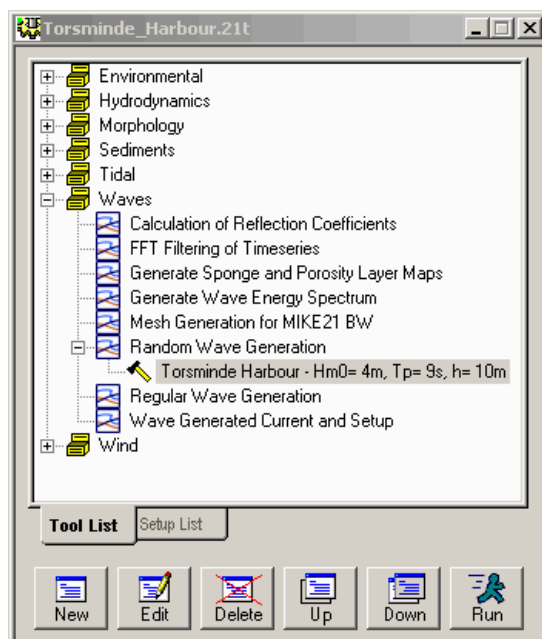 Torsminde_Harbour.21t
Environmental
Hydrodynamics
Morphology
Sediments
Tidal
Waves
Calculation of Reflection Coefficients
FFT Filtering of Timeseries
Generate Sponge and Porosity Layer Maps
Generate Wave Energy Spectrum
Mesh Generation for MIKE21 BW
Random Wave Generation
Torsminde Harbour - Hm0= 4m, Tp= 9s, h= 10m
Regular Wave Generation
Wave Generated Current and Setup
Wind
Tool List Setup List
New Edit Delete Up Down Run